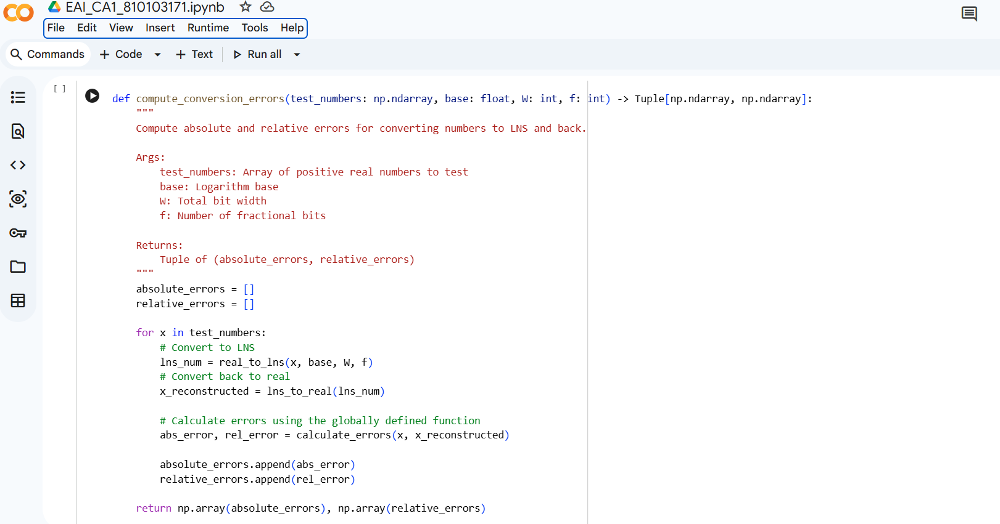 EAI_CA1_810103171.ipynb
File Edit View Insert Runtime Tools Help
Commands + Code + Text Run all
[ ]
def compute_conversion_errors(test_numbers: np.ndarray, base: float, W: int, f: int) -> Tuple[np.ndarray, np.ndarray]:
"""
Compute absolute and relative errors for converting numbers to LNS and back.
Args:
test_numbers: Array of positive real numbers to test
base: Logarithm base
W: Total bit width
f: Number of fractional bits
Returns:
Tuple of (absolute_errors, relative_errors)
"""
absolute_errors = []
relative_errors = []
for x in test_numbers:
# Convert to LNS
lns_num = real_to_lns(x, base, W, f)
# Convert back to real
x_reconstructed = lns_to_real(lns_num)
# Calculate errors using the globally defined function
abs_error, rel_error = calculate_errors(x, x_reconstructed)
absolute_errors.append(abs_error)
relative_errors.append(rel_error)
return np.array(absolute_errors), np.array(relative_errors)